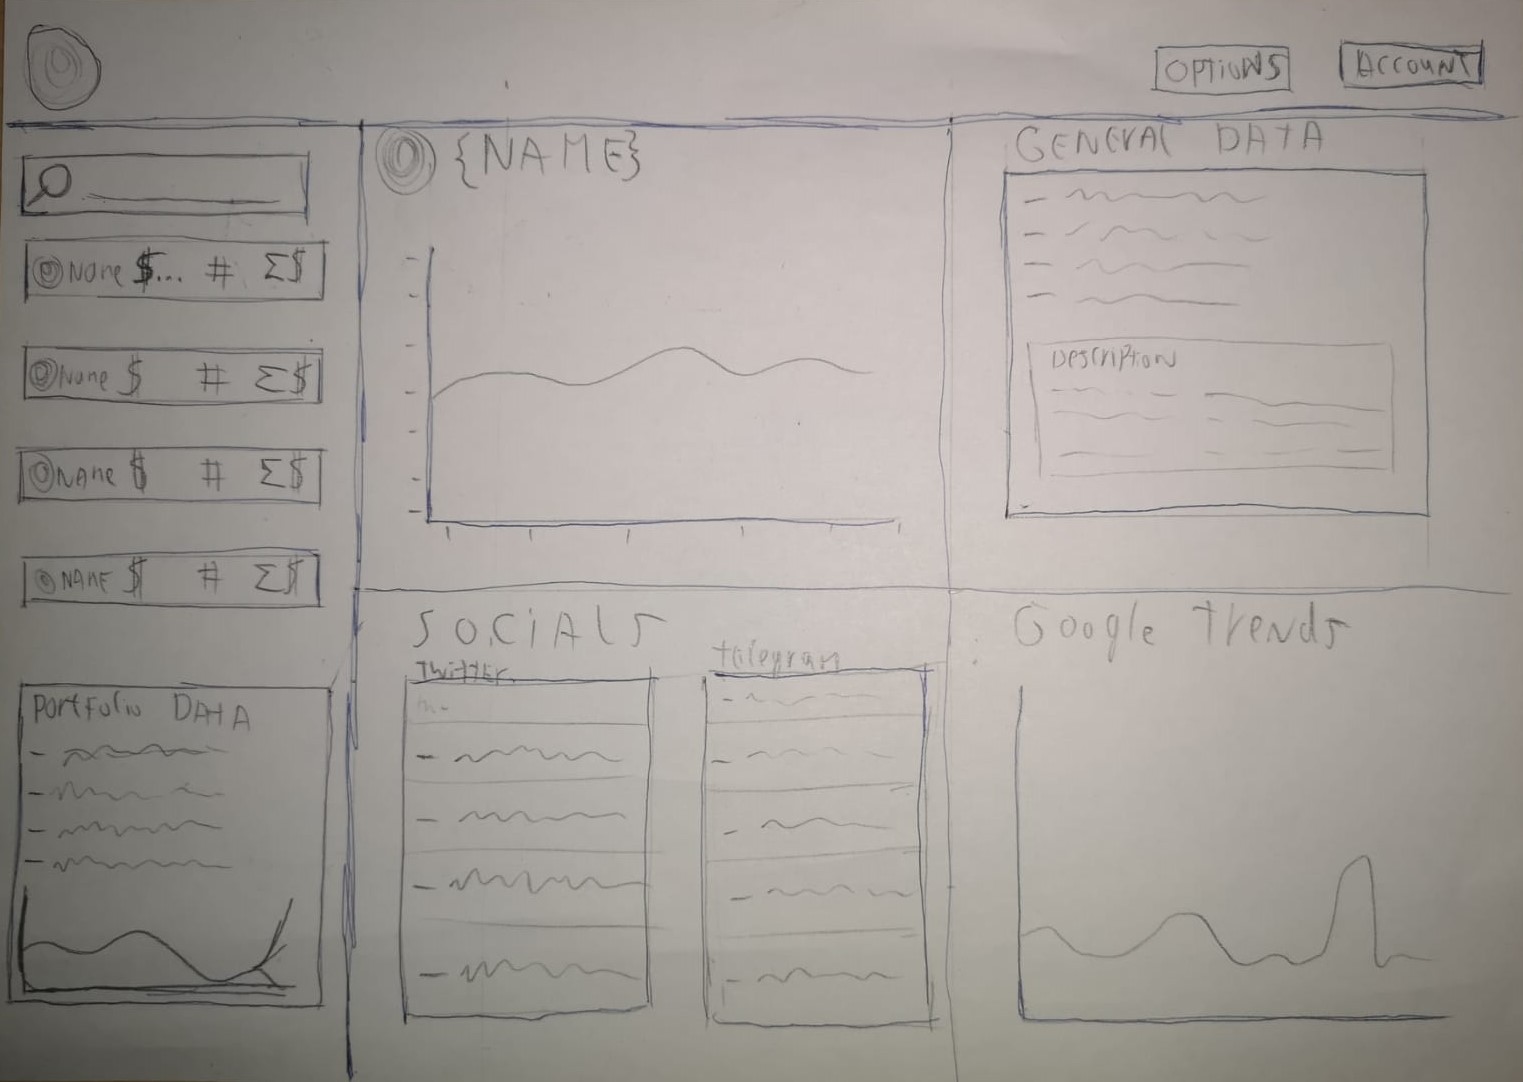 OPTIONS
ACCOUNT
Name $... # Σ$
Name $ # Σ$
NAME $ # Σ$
NAME $ # Σ$
Portfolio DATA
{NAME}
GENERAL DATA
Description
SOCIALS
TWITTER
telegram
Google Trends